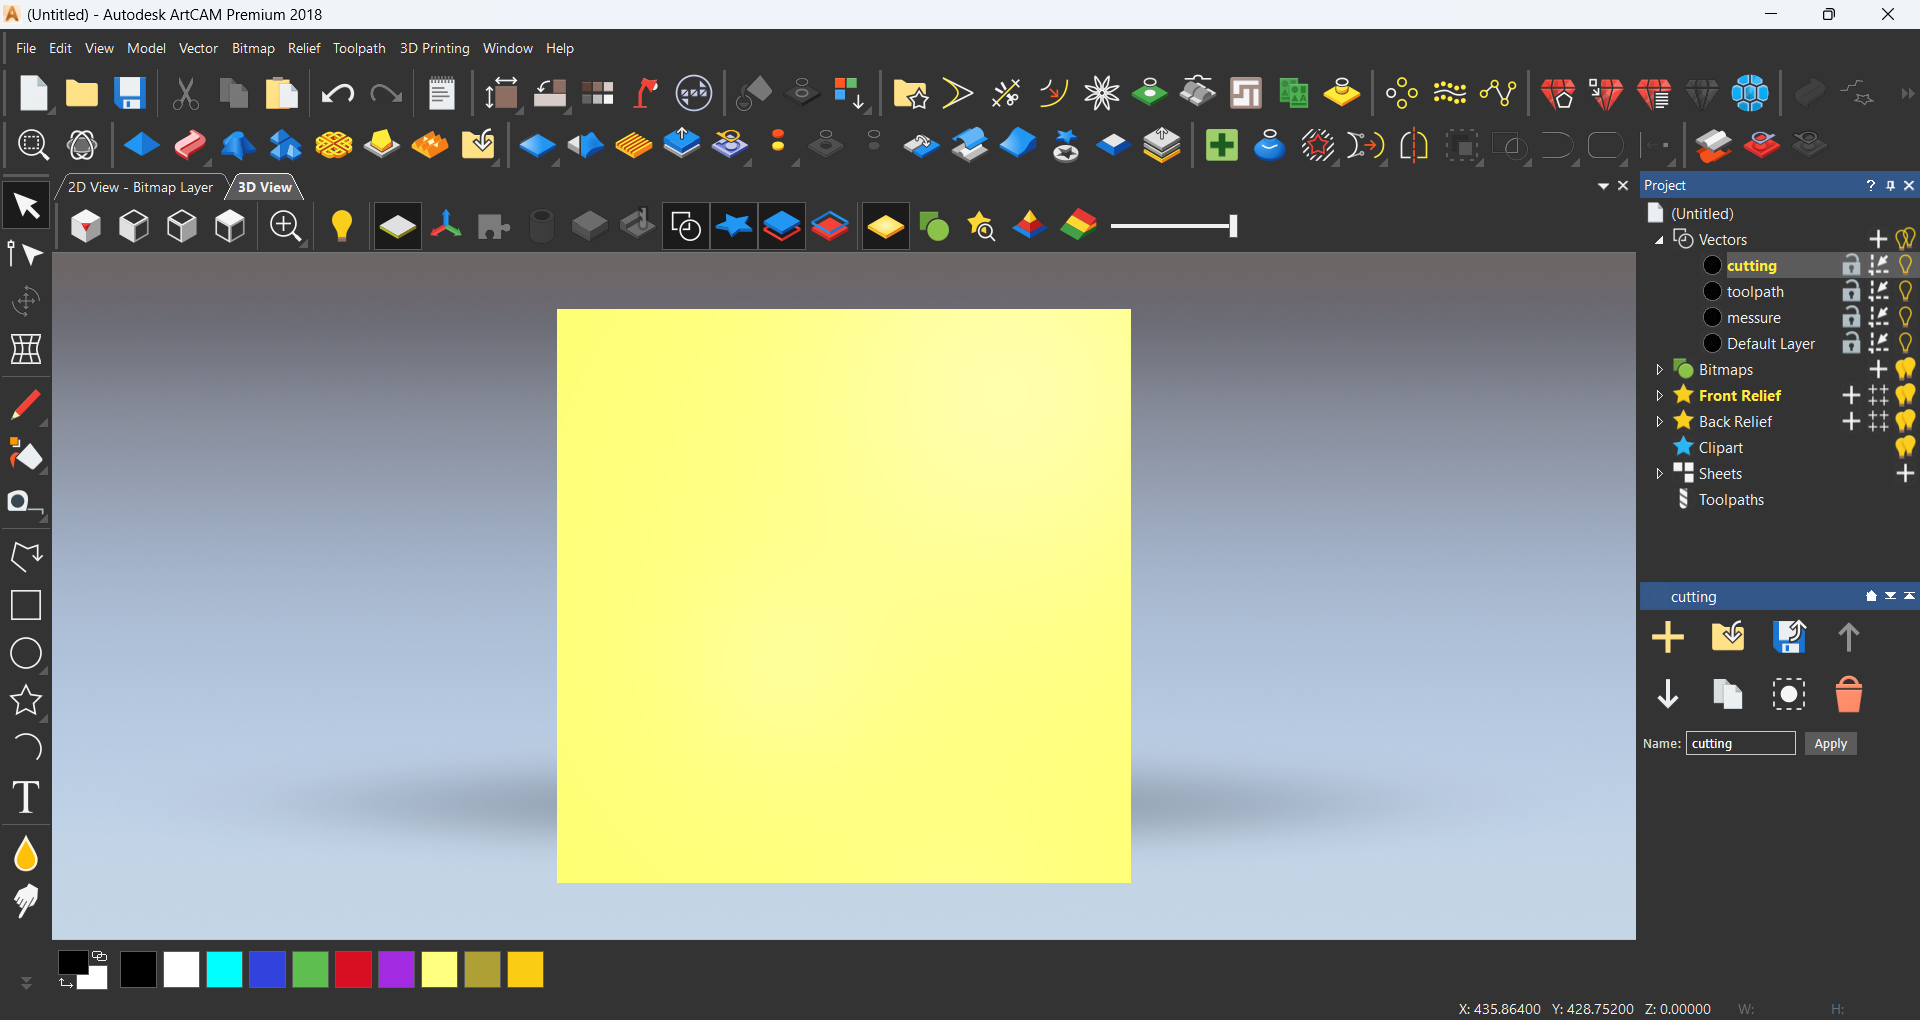 (Untitled) - Autodesk ArtCAM Premium 2018
File Edit View Model Vector Bitmap Relief Toolpath 3D Printing Window Help
2D View - Bitmap Layer 3D View
Project
(Untitled)
Vectors
cutting
toolpath
messure
Default Layer
Bitmaps
Front Relief
Back Relief
Clipart
Sheets
Toolpaths
cutting
Name: cutting Apply
X: 435.86400 Y: 428.75200 Z: 0.00000 W: H: